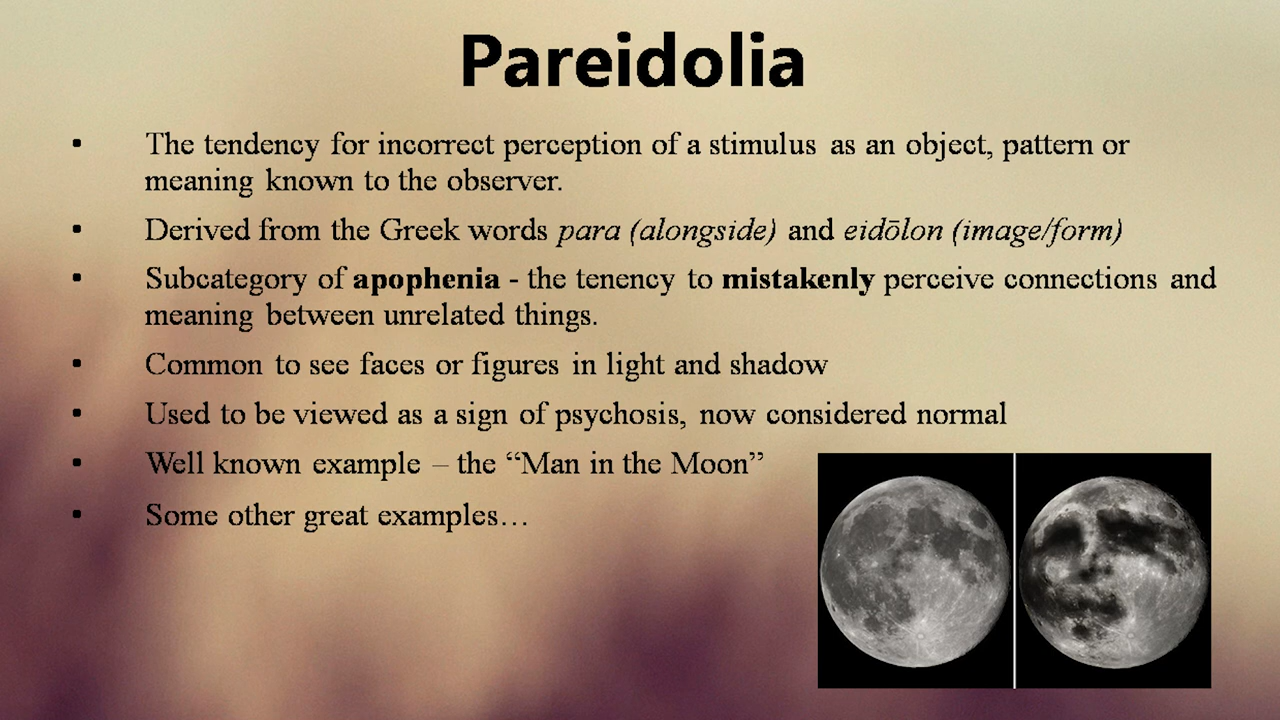 Pareidolia
• The tendency for incorrect perception of a stimulus as an object, pattern or
meaning known to the observer.
• Derived from the Greek words para (alongside) and eidōlon (image/form)
• Subcategory of apophenia - the tenency to mistakenly perceive connections and
meaning between unrelated things.
• Common to see faces or figures in light and shadow
• Used to be viewed as a sign of psychosis, now considered normal
• Well known example – the “Man in the Moon”
• Some other great examples…